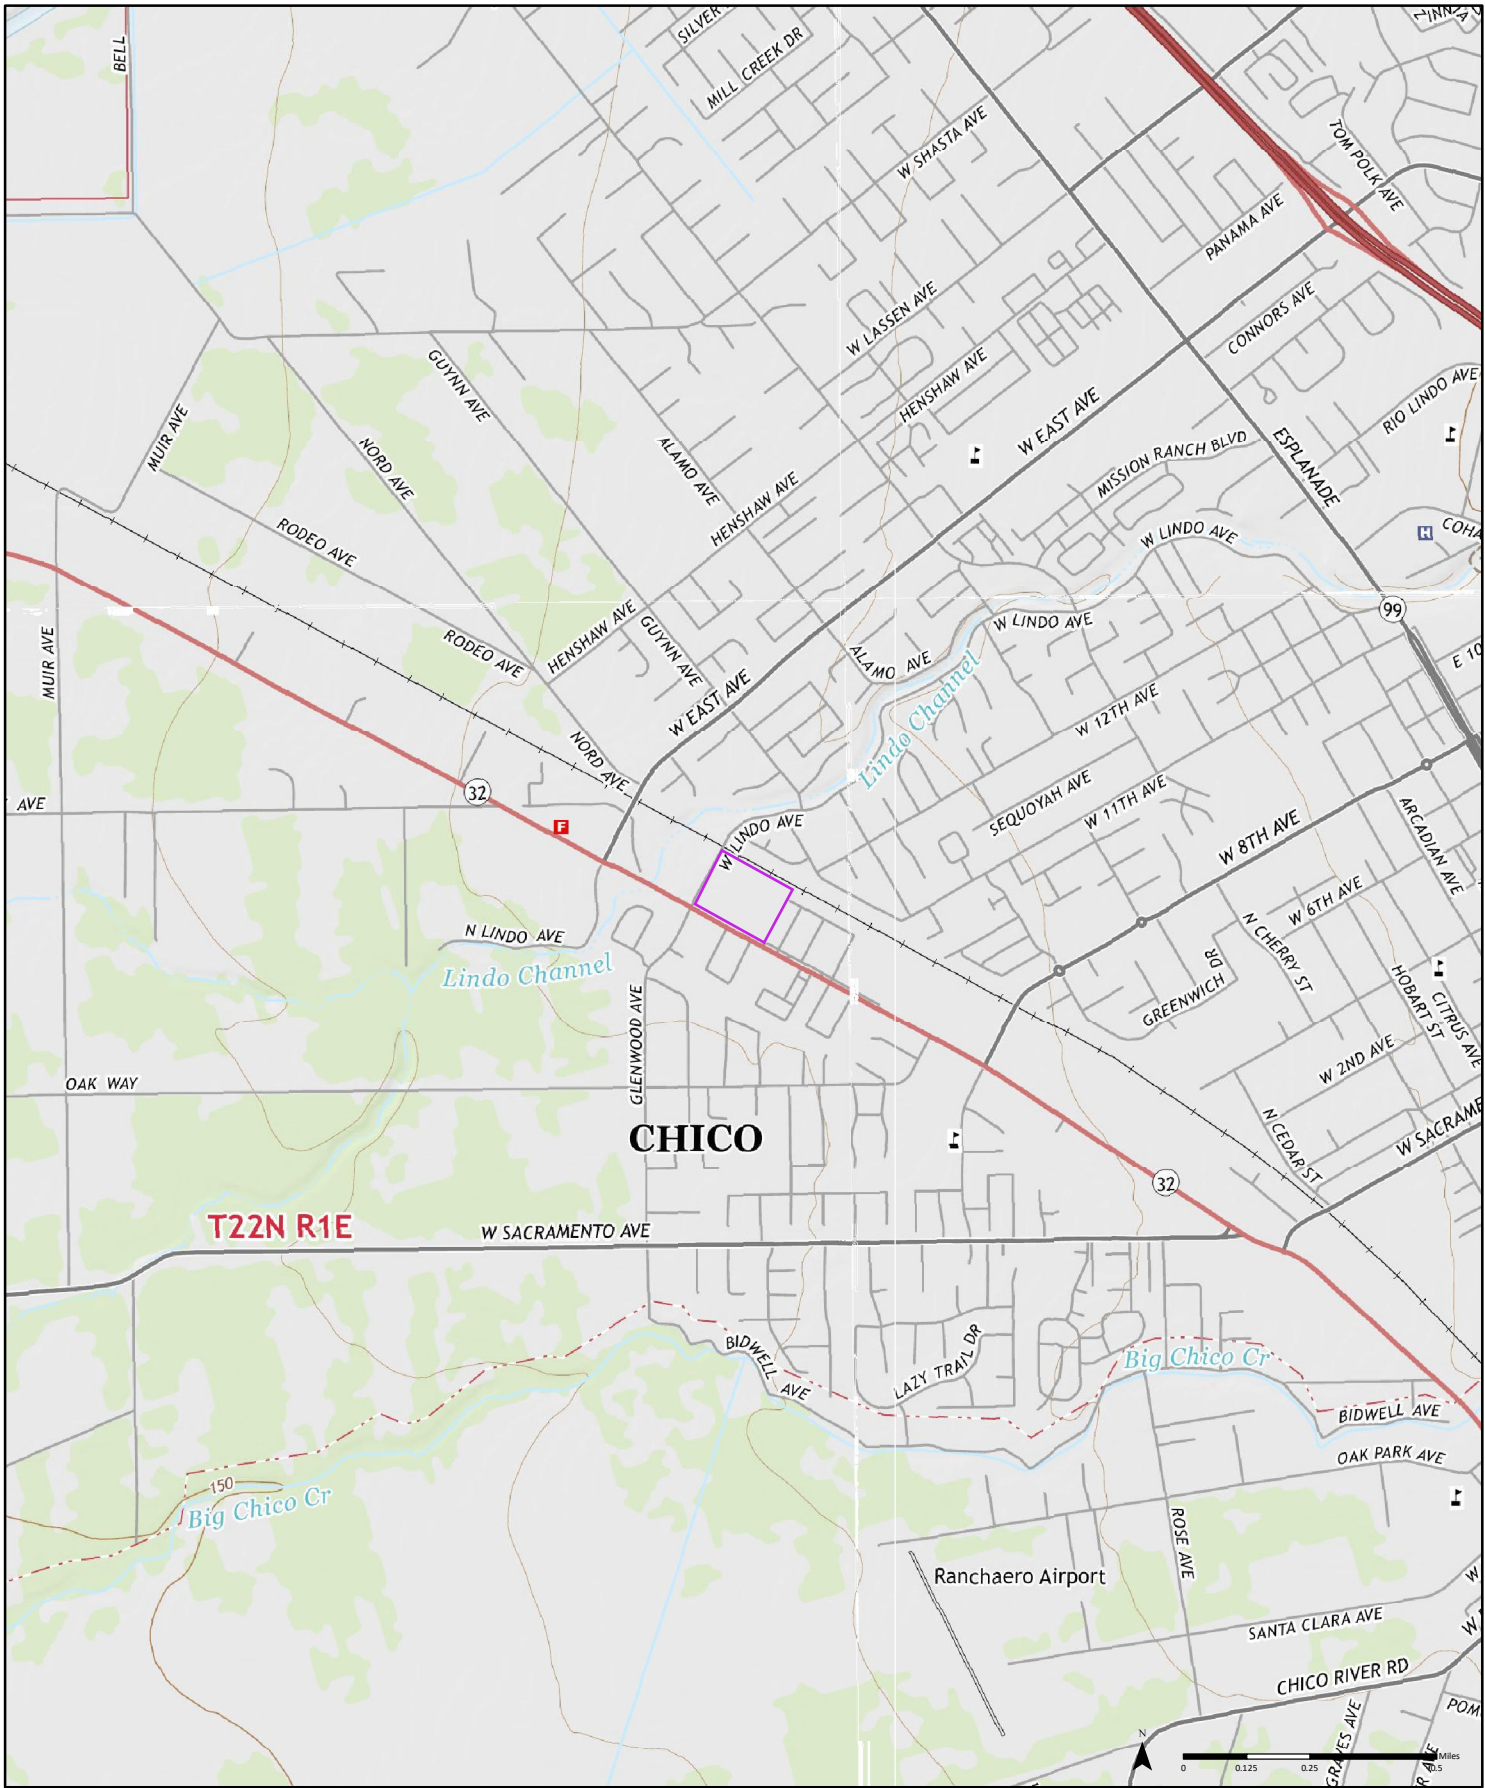 BELL
SILVER
MILL CREEK DR
ZINNIA
W SHASTA AVE
TOM POLK AVE
PANAMA AVE
W LASSEN AVE
CONNORS AVE
GUYNN AVE
HENSHAW AVE
RIO LINDO AVE
MUIR AVE
NORD AVE
ALAMO AVE
W EAST AVE
ESPLANADE
MISSION RANCH BLVD
HENSHAW AVE
RODEO AVE
W LINDO AVE
H
COHA
99
MUIR AVE
RODEO AVE
HENSHAW AVE
GUYNN AVE
W LINDO AVE
ALAMO AVE
E 10
W EAST AVE
Lindo Channel
W 12TH AVE
NORD AVE
32
AVE
F
SEQUOYAH AVE
W 11TH AVE
W LINDO AVE
W 8TH AVE
ARCADIAN AVE
N LINDO AVE
Lindo Channel
W 6TH AVE
N CHERRY ST
GREENWICH DR
HOBART ST
CITRUS AVE
GLENWOOD AVE
OAK WAY
W 2ND AVE
CHICO
N CEDAR ST
W SACRAME
32
T22N R1E
W SACRAMENTO AVE
BIDWELL AVE
LAZY TRAIL DR
Big Chico Cr
BIDWELL AVE
OAK PARK AVE
150
Big Chico Cr
ROSE AVE
Ranchaero Airport
W
SANTA CLARA AVE
W
CHICO RIVER RD
GRAVES AVE
POM
R AVE
N
Miles
0 0.125 0.25 0.5